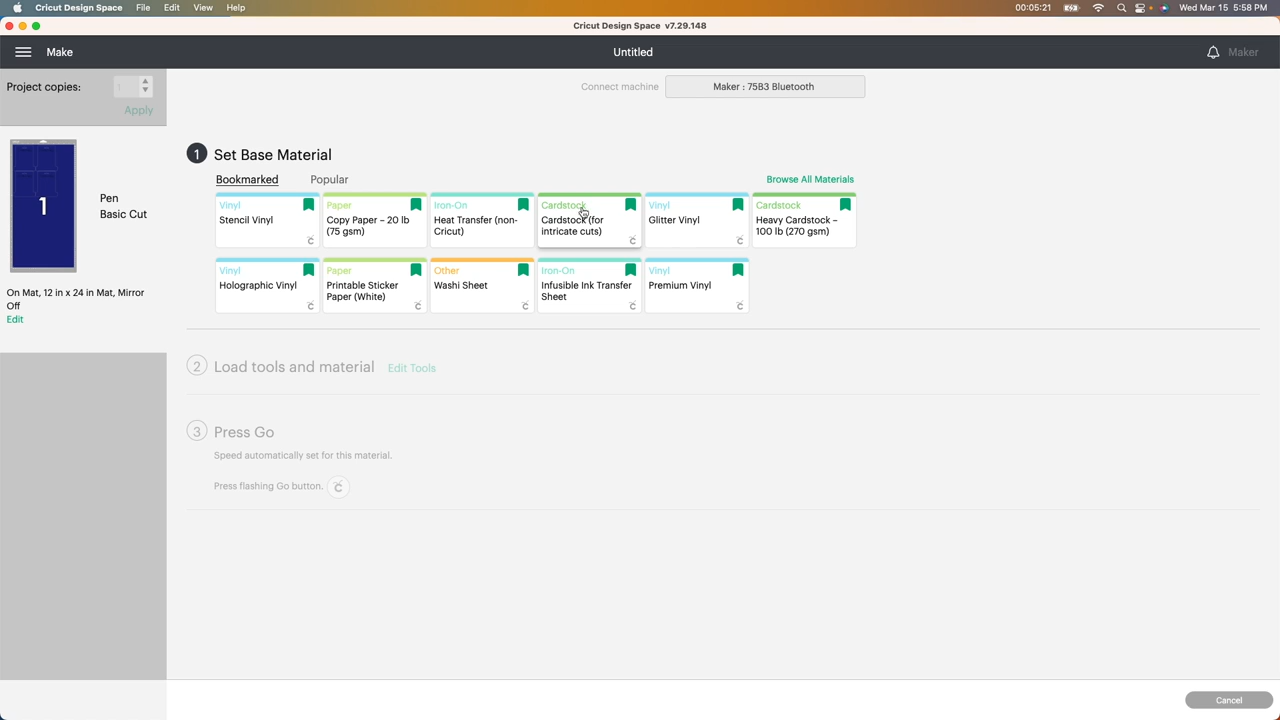 Cricut Design Space File Edit View Help 00:05:21 Wed Mar 15 5:58 PM
Cricut Design Space v7.29.148
Make Untitled Maker
Project copies: 1
Apply
Connect machine Maker : 75B3 Bluetooth
1 Set Base Material
Bookmarked Popular Browse All Materials
Vinyl
Stencil Vinyl
Paper
Copy Paper – 20 lb
(75 gsm)
Iron-On
Heat Transfer (non-
Cricut)
Cardstock
Cardstock (for
intricate cuts)
Vinyl
Glitter Vinyl
Cardstock
Heavy Cardstock –
100 lb (270 gsm)
Vinyl
Holographic Vinyl
Paper
Printable Sticker
Paper (White)
Other
Washi Sheet
Iron-On
Infusible Ink Transfer
Sheet
Vinyl
Premium Vinyl
1
Pen
Basic Cut
On Mat, 12 in x 24 in Mat, Mirror
Off
Edit
2 Load tools and material Edit Tools
3 Press Go
Speed automatically set for this material.
Press flashing Go button.
Cancel